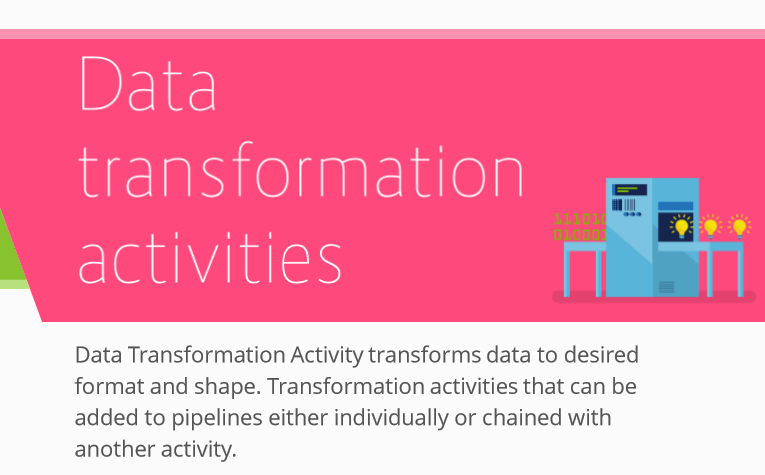 Data
transformation
activities
Data Transformation Activity transforms data to desired
format and shape. Transformation activities that can be
added to pipelines either individually or chained with
another activity.